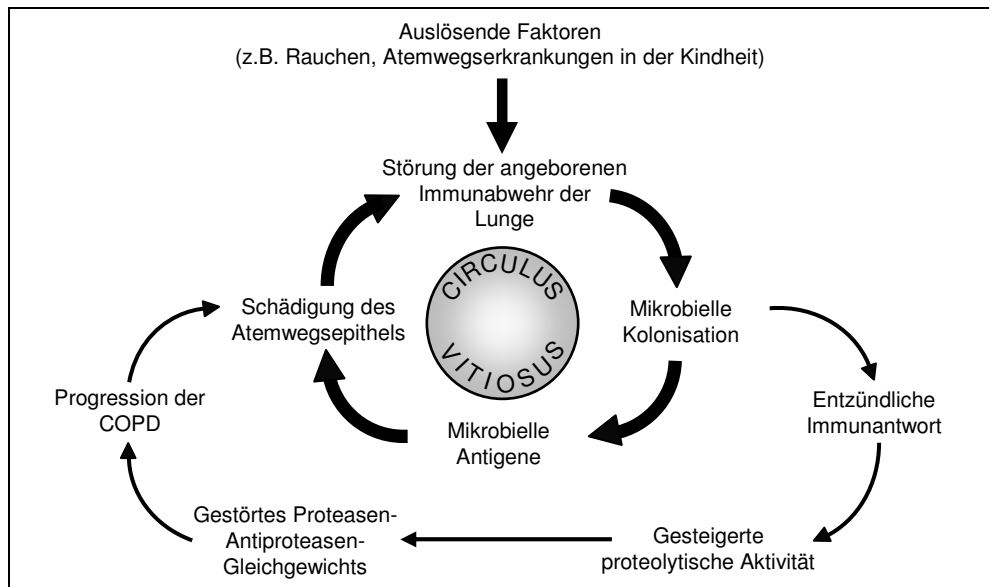 Auslösende Faktoren
(z.B. Rauchen, Atemwegserkrankungen in der Kindheit)
Störung der angeborenen
Immunabwehr der
Lunge
CIRCULUS
VITIOSUS
Schädigung des
Atemwegsepithels
Mikrobielle
Kolonisation
Progression der
COPD
Entzündliche
Immunantwort
Mikrobielle
Antigene
Gestörtes Proteasen-
Antiproteasen-
Gleichgewichts
Gesteigerte
proteolytische Aktivität